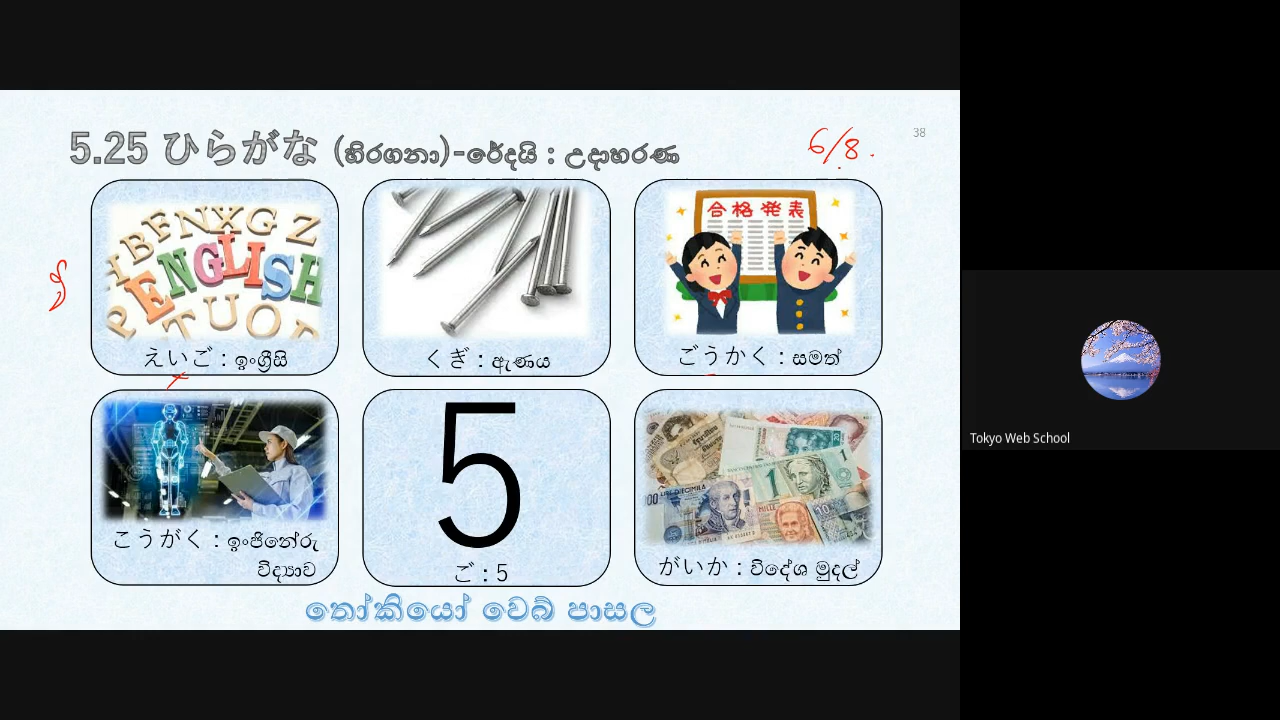 38
5.25 ひらがな (හිරගනා)-රේදයි : උදාහරණ
6/8.
ENGLISH
えいご : ඉංග්‍රීසි
くぎ : ඇණය
合格発表
ごうかく : සමත්
こうがく : ඉංජිනේරු
විද්‍යාව
5
ご : 5
がいか : විදේශ මුදල්
තෝකියෝ වෙබ් පාසල
Tokyo Web School